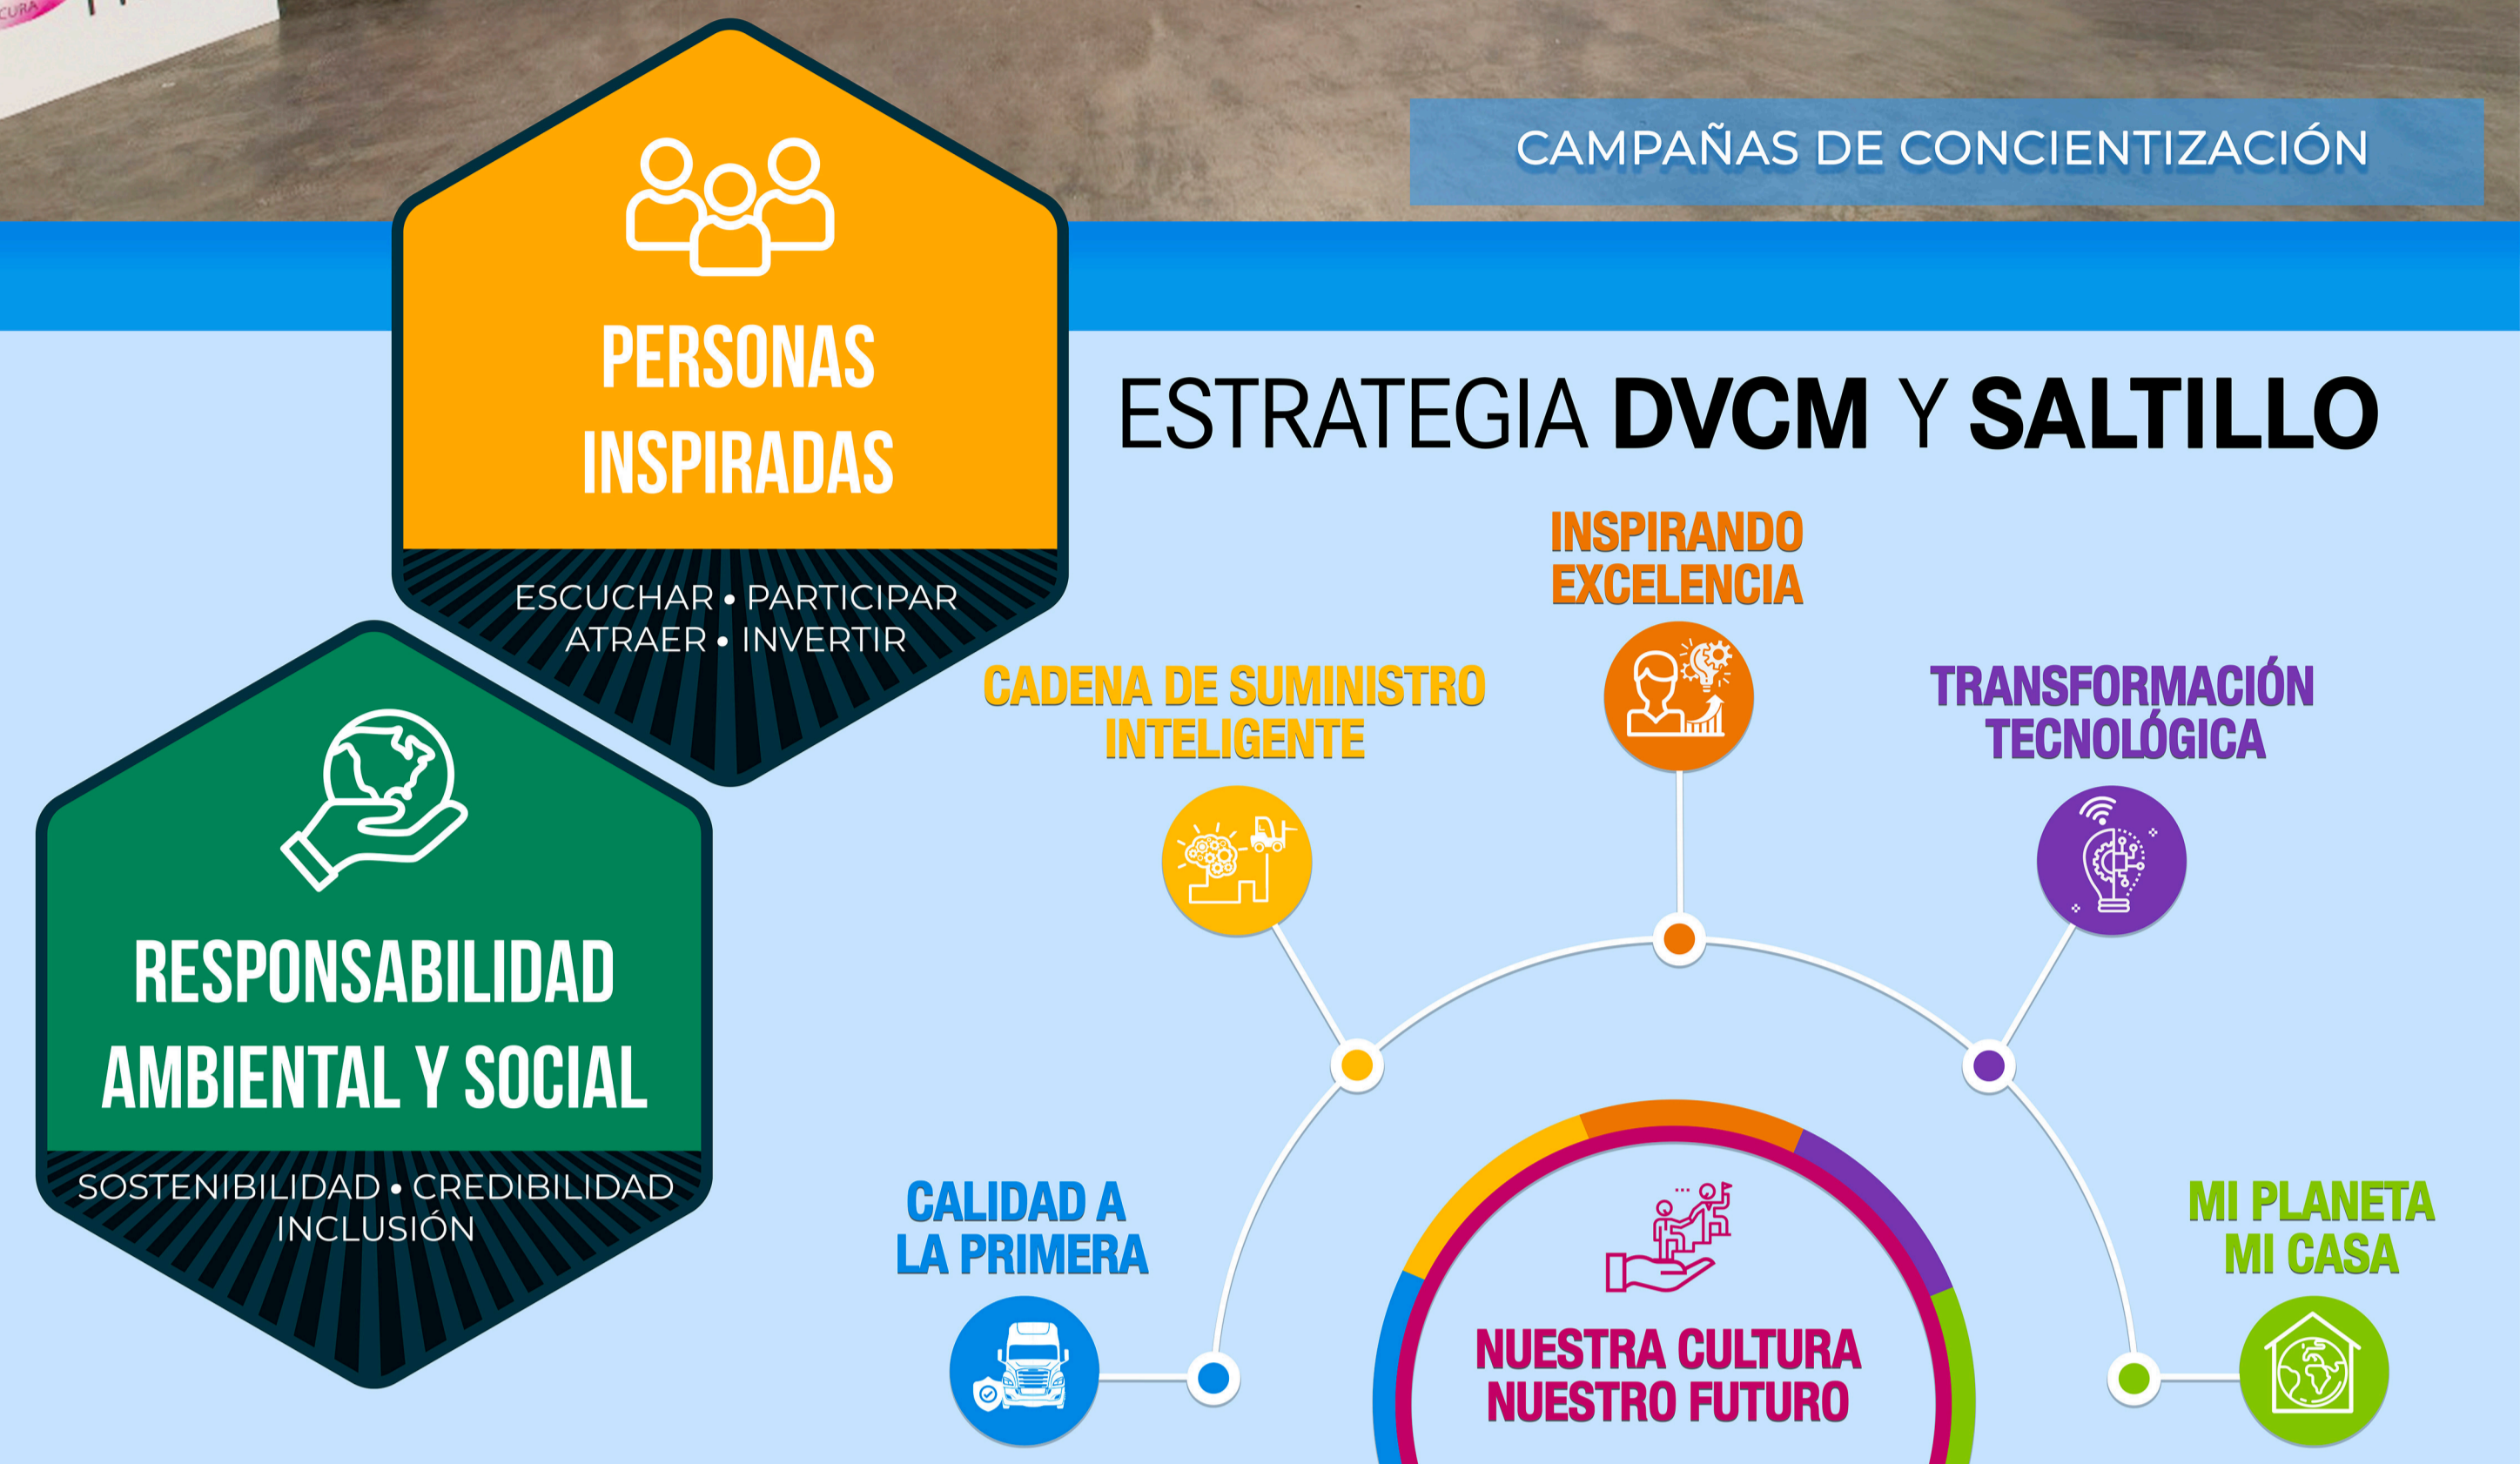 CAMPAÑAS DE CONCIENTIZACIÓN
PERSONAS
INSPIRADAS
ESCUCHAR • PARTICIPAR
ATRAER • INVERTIR
RESPONSABILIDAD
AMBIENTAL Y SOCIAL
SOSTENIBILIDAD • CREDIBILIDAD
INCLUSIÓN
ESTRATEGIA DVCM Y SALTILLO
INSPIRANDO
EXCELENCIA
CADENA DE SUMINISTRO
INTELIGENTE
TRANSFORMACIÓN
TECNOLÓGICA
CALIDAD A
LA PRIMERA
MI PLANETA
MI CASA
NUESTRA CULTURA
NUESTRO FUTURO